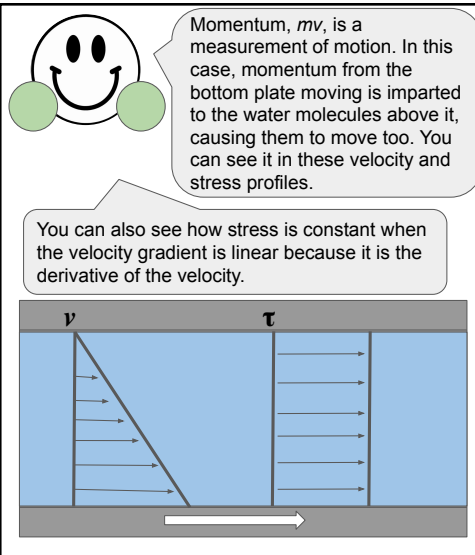 Momentum, mv, is a
measurement of motion. In this
case, momentum from the
bottom plate moving is imparted
to the water molecules above it,
causing them to move too. You
can see it in these velocity and
stress profiles.
You can also see how stress is constant when
the velocity gradient is linear because it is the
derivative of the velocity.
v τ